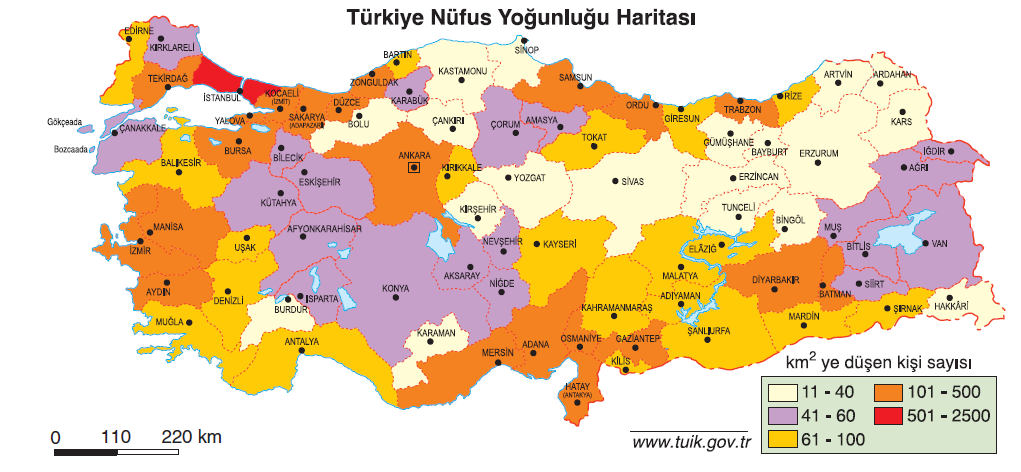 Türkiye Nüfus Yoğunluğu Haritası
EDİRNE
KIRKLARELİ
TEKİRDAĞ
İSTANBUL
KOCAELİ
(İZMİT)
YALOVA
SAKARYA
(ADAPAZARI)
DÜZCE
BOLU
ZONGULDAK
BARTIN
KARABÜK
KASTAMONU
SİNOP
ÇANKIRI
SAMSUN
ÇORUM
AMASYA
ORDU
TOKAT
GİRESUN
TRABZON
RİZE
ARTVİN
ARDAHAN
KARS
GÜMÜŞHANE
BAYBURT
ERZURUM
IĞDIR
AĞRI
Gökçeada
ÇANAKKALE
Bozcaada
BALIKESİR
BURSA
BİLECİK
ESKİŞEHİR
KÜTAHYA
ANKARA
KIRIKKALE
YOZGAT
SİVAS
ERZİNCAN
TUNCELİ
BİNGÖL
KIRŞEHİR
MANİSA
İZMİR
UŞAK
AFYONKARAHİSAR
NEVŞEHİR
KAYSERİ
ELÂZIĞ
MUŞ
BİTLİS
VAN
AYDIN
DENİZLİ
BURDUR
ISPARTA
KONYA
AKSARAY
NİĞDE
MALATYA
DİYARBAKIR
BATMAN
SİİRT
MUĞLA
ANTALYA
KARAMAN
MERSİN
ADANA
OSMANİYE
KAHRAMANMARAŞ
ADIYAMAN
GAZİANTEP
KİLİS
ŞANLIURFA
MARDİN
ŞIRNAK
HAKKÂRİ
HATAY
(ANTAKYA)
km² ye düşen kişi sayısı
11 - 40
101 - 500
41 - 60
501 - 2500
61 - 100
0 110 220 km
www.tuik.gov.tr